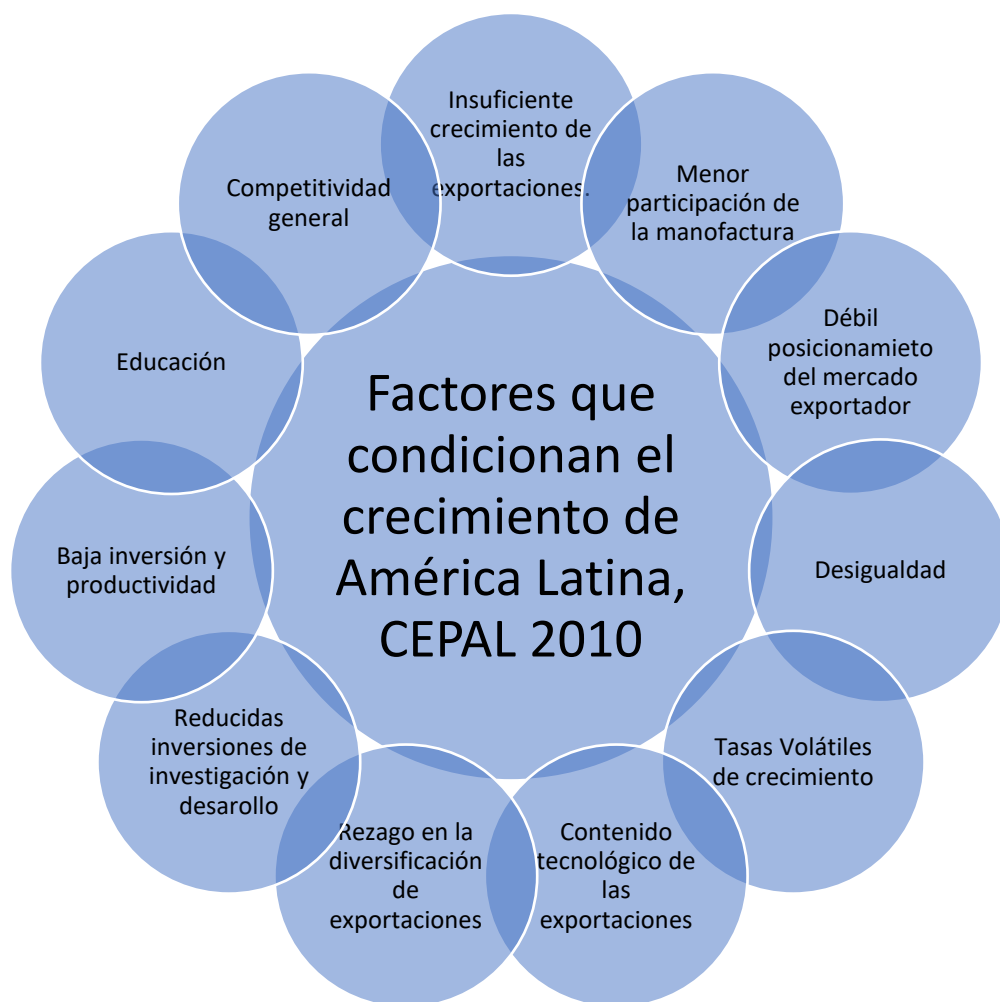 Insuficiente
crecimiento de
las
exportaciones.
Menor
participación de
la manofactura
Débil
posicionamieto
del mercado
exportador
Desigualdad
Tasas Volátiles
de crecimiento
Contenido
tecnológico de
las
exportaciones
Rezago en la
diversificación
de
exportaciones
Reducidas
inversiones de
investigación y
desarollo
Baja inversión y
productividad
Educación
Competitividad
general
Factores que
condicionan el
crecimiento de
América Latina,
CEPAL 2010